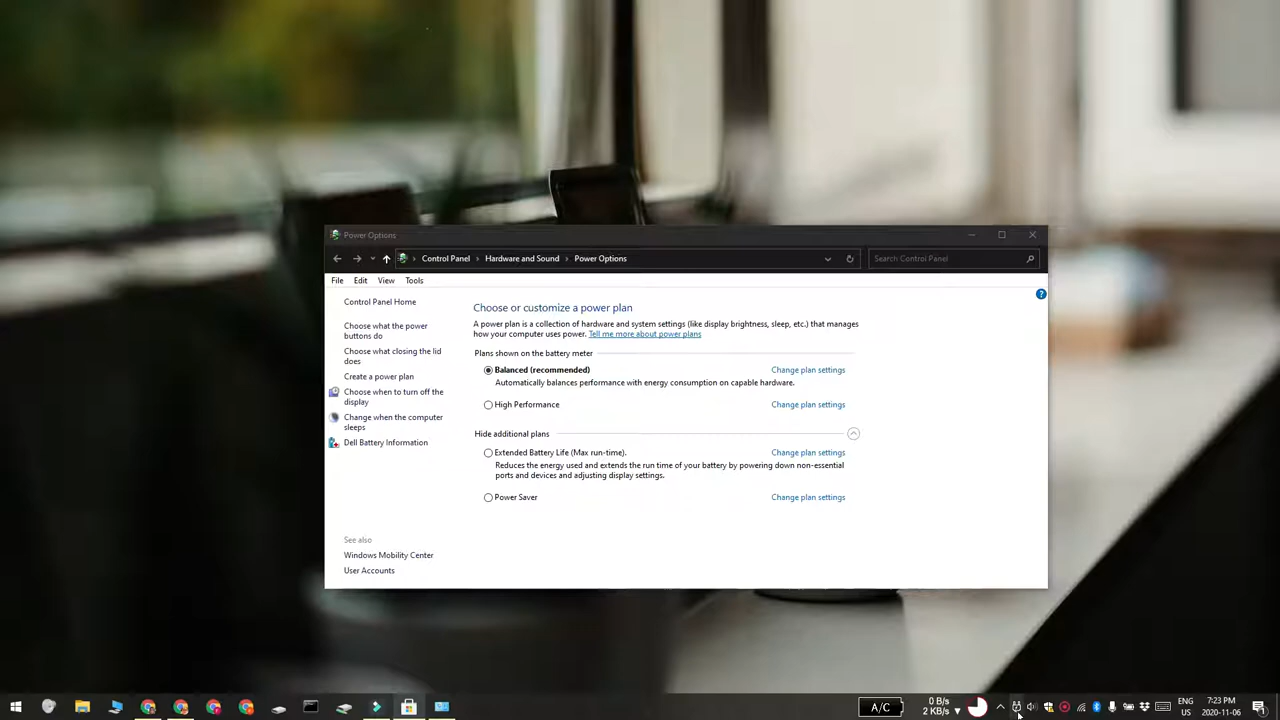 Power Options
Control Panel > Hardware and Sound > Power Options
Search Control Panel
File Edit View Tools
Control Panel Home
Choose what the power
buttons do
Choose what closing the lid
does
Create a power plan
Choose when to turn off the
display
Change when the computer
sleeps
Dell Battery Information
See also
Windows Mobility Center
User Accounts
Choose or customize a power plan
A power plan is a collection of hardware and system settings (like display brightness, sleep, etc.) that manages
how your computer uses power. Tell me more about power plans
Plans shown on the battery meter
Balanced (recommended) Change plan settings
Automatically balances performance with energy consumption on capable hardware.
High Performance Change plan settings
Hide additional plans
Extended Battery Life (Max run-time). Change plan settings
Reduces the energy used and extends the run time of your battery by powering down non-essential
ports and devices and adjusting display settings.
Power Saver Change plan settings
A/C
0 B/s
2 KB/s
ENG
US
7:23 PM
2020-11-06
1